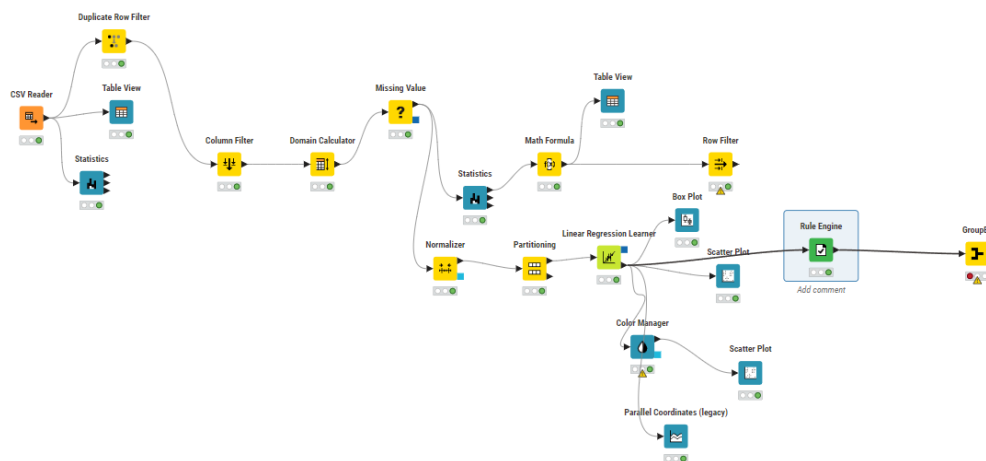 Duplicate Row Filter
CSV Reader
Table View
Statistics
Column Filter
Domain Calculator
Missing Value
?
Table View
Math Formula
f(x)
Row Filter
Statistics
Box Plot
Normalizer
Partitioning
Linear Regression Learner
Scatter Plot
Rule Engine
Add comment
Color Manager
Scatter Plot
Parallel Coordinates (legacy)